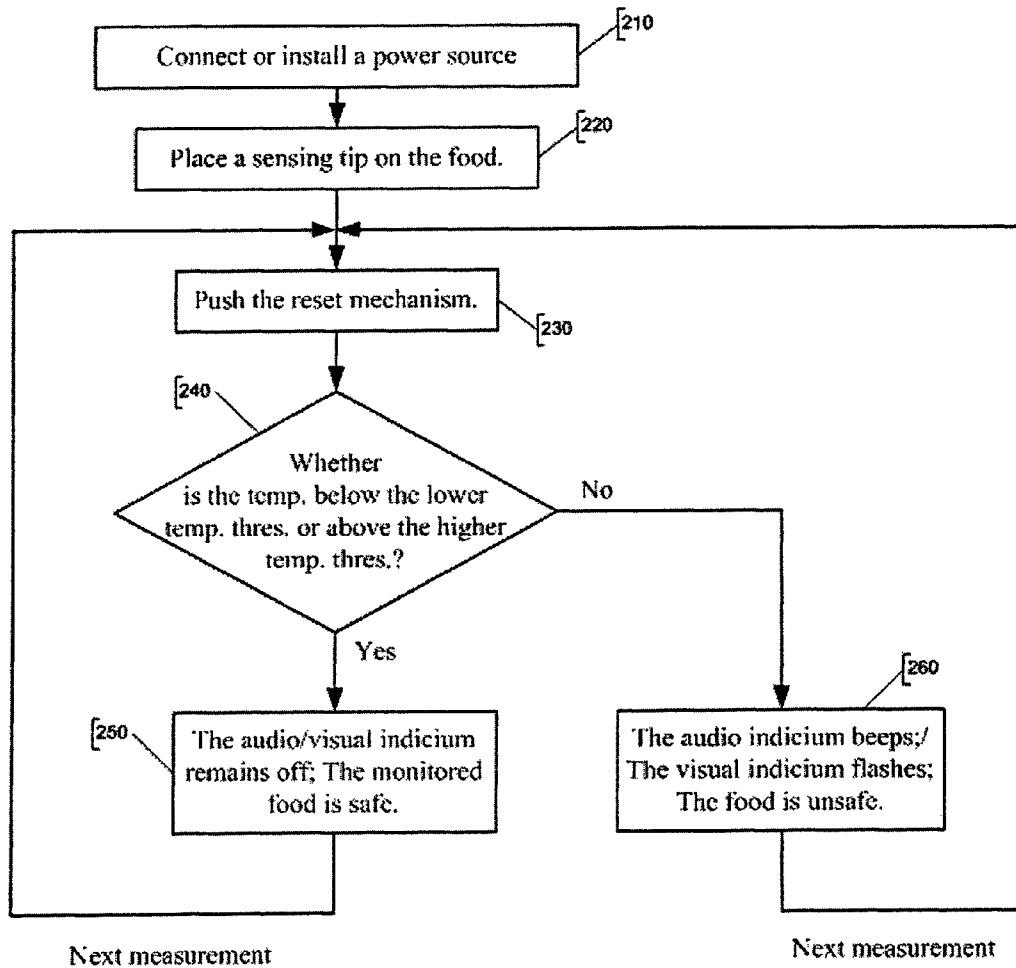 [210
Connect or install a power source
[220
Place a sensing tip on the food.
Push the reset mechanism.
[230
[240
Whether
is the temp. below the lower
temp. thres. or above the higher
temp. thres.?
No
Yes
[260
[250
The audio/visual indicium
remains off; The monitored
food is safe.
The audio indicium beeps;/
The visual indicium flashes;
The food is unsafe.
Next measurement
Next measurement